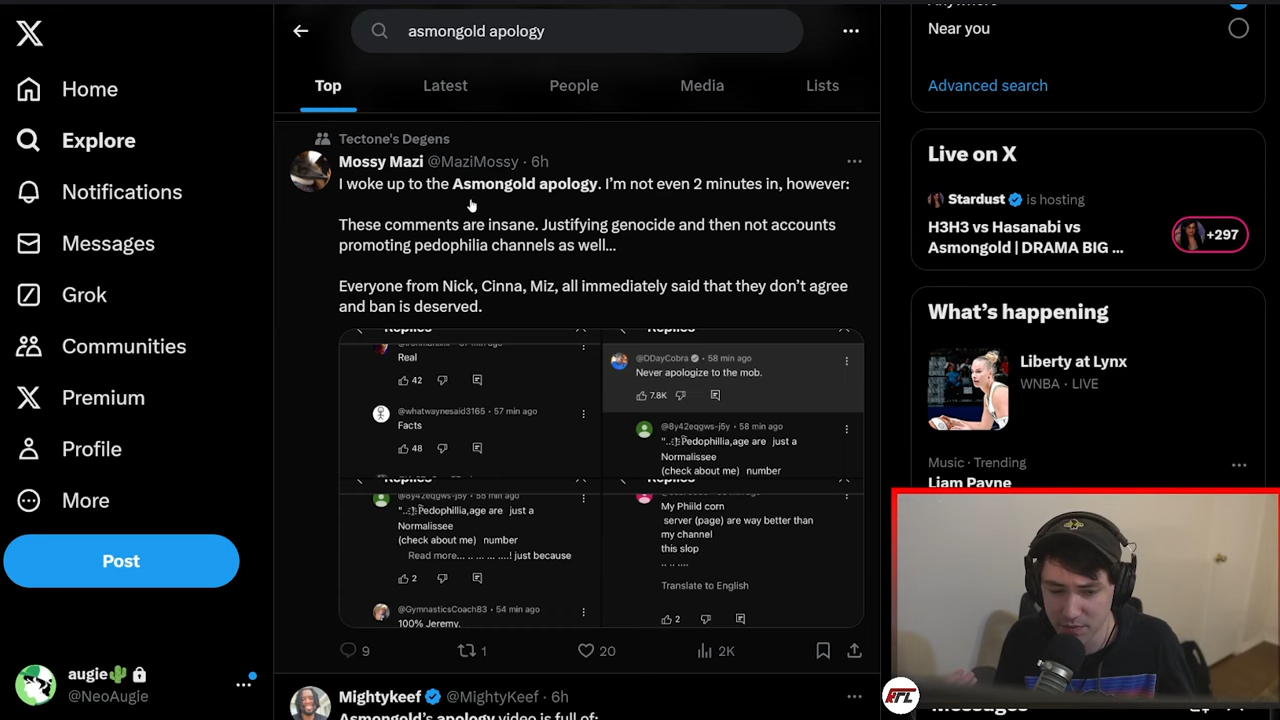 asmongold apology
Near you
Top
Latest
People
Media
Lists
Advanced search
Home
Explore
Notifications
Messages
Grok
Communities
Premium
Profile
More
Post
augie🌵
@NeoAugie
Tectone's Degens
Mossy Mazi @MaziMossy · 6h
I woke up to the Asmongold apology. I'm not even 2 minutes in, however:
These comments are insane. Justifying genocide and then not accounts
promoting pedophilia channels as well...
Everyone from Nick, Cinna, Miz, all immediately said that they don't agree
and ban is deserved.
Replies
Real
42
@whatwaynesaid3165 • 57 min ago
Facts
48
Replies
@DDayCobra • 58 min ago
Never apologize to the mob.
7.8K
@8y42eqgws-j5y • 58 min ago
Pedophillia,age are just a
Normalissee
(check about me) number
@8y42eqgws-j5y • 55 min ago
Pedophillia,age are just a
Normalissee
(check about me) number
Read more... .. ... ... ....! just because
2
@GymnasticsCoach83 • 54 min ago
100% Jeremy.
Replies
My Phiild corn
server (page) are way better than
my channel
this slop
.. .. ....
Translate to English
2
9
1
20
2K
Mightykeef @MightyKeef · 6h
Asmongold's apology video is full of:
Live on X
Stardust is hosting
H3H3 vs Hasanabi vs
Asmongold | DRAMA BIG ...
+297
What's happening
Liberty at Lynx
WNBA · LIVE
Music · Trending
Liam Payne
RTL
Messages